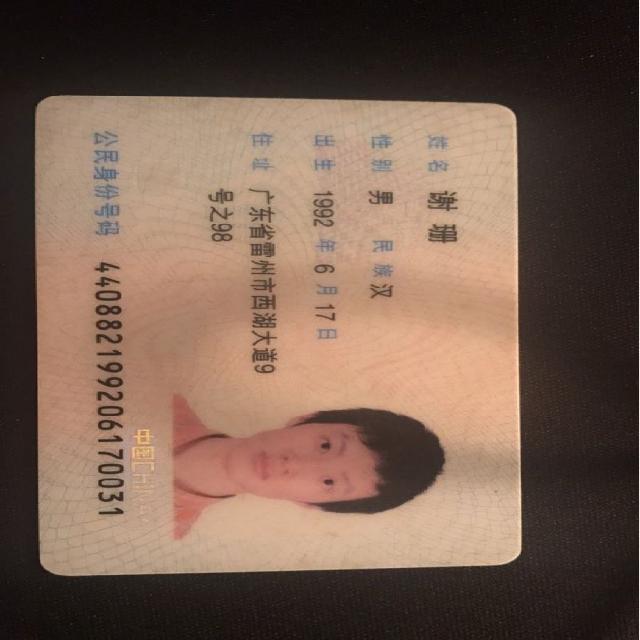 姓名 谢珊
性别 男 民族 汉
出生 1992 年 6 月 17 日
住址 广东省雷州市西湖大道9
号之98
中国CHINA
公民身份号码 440882199206170031